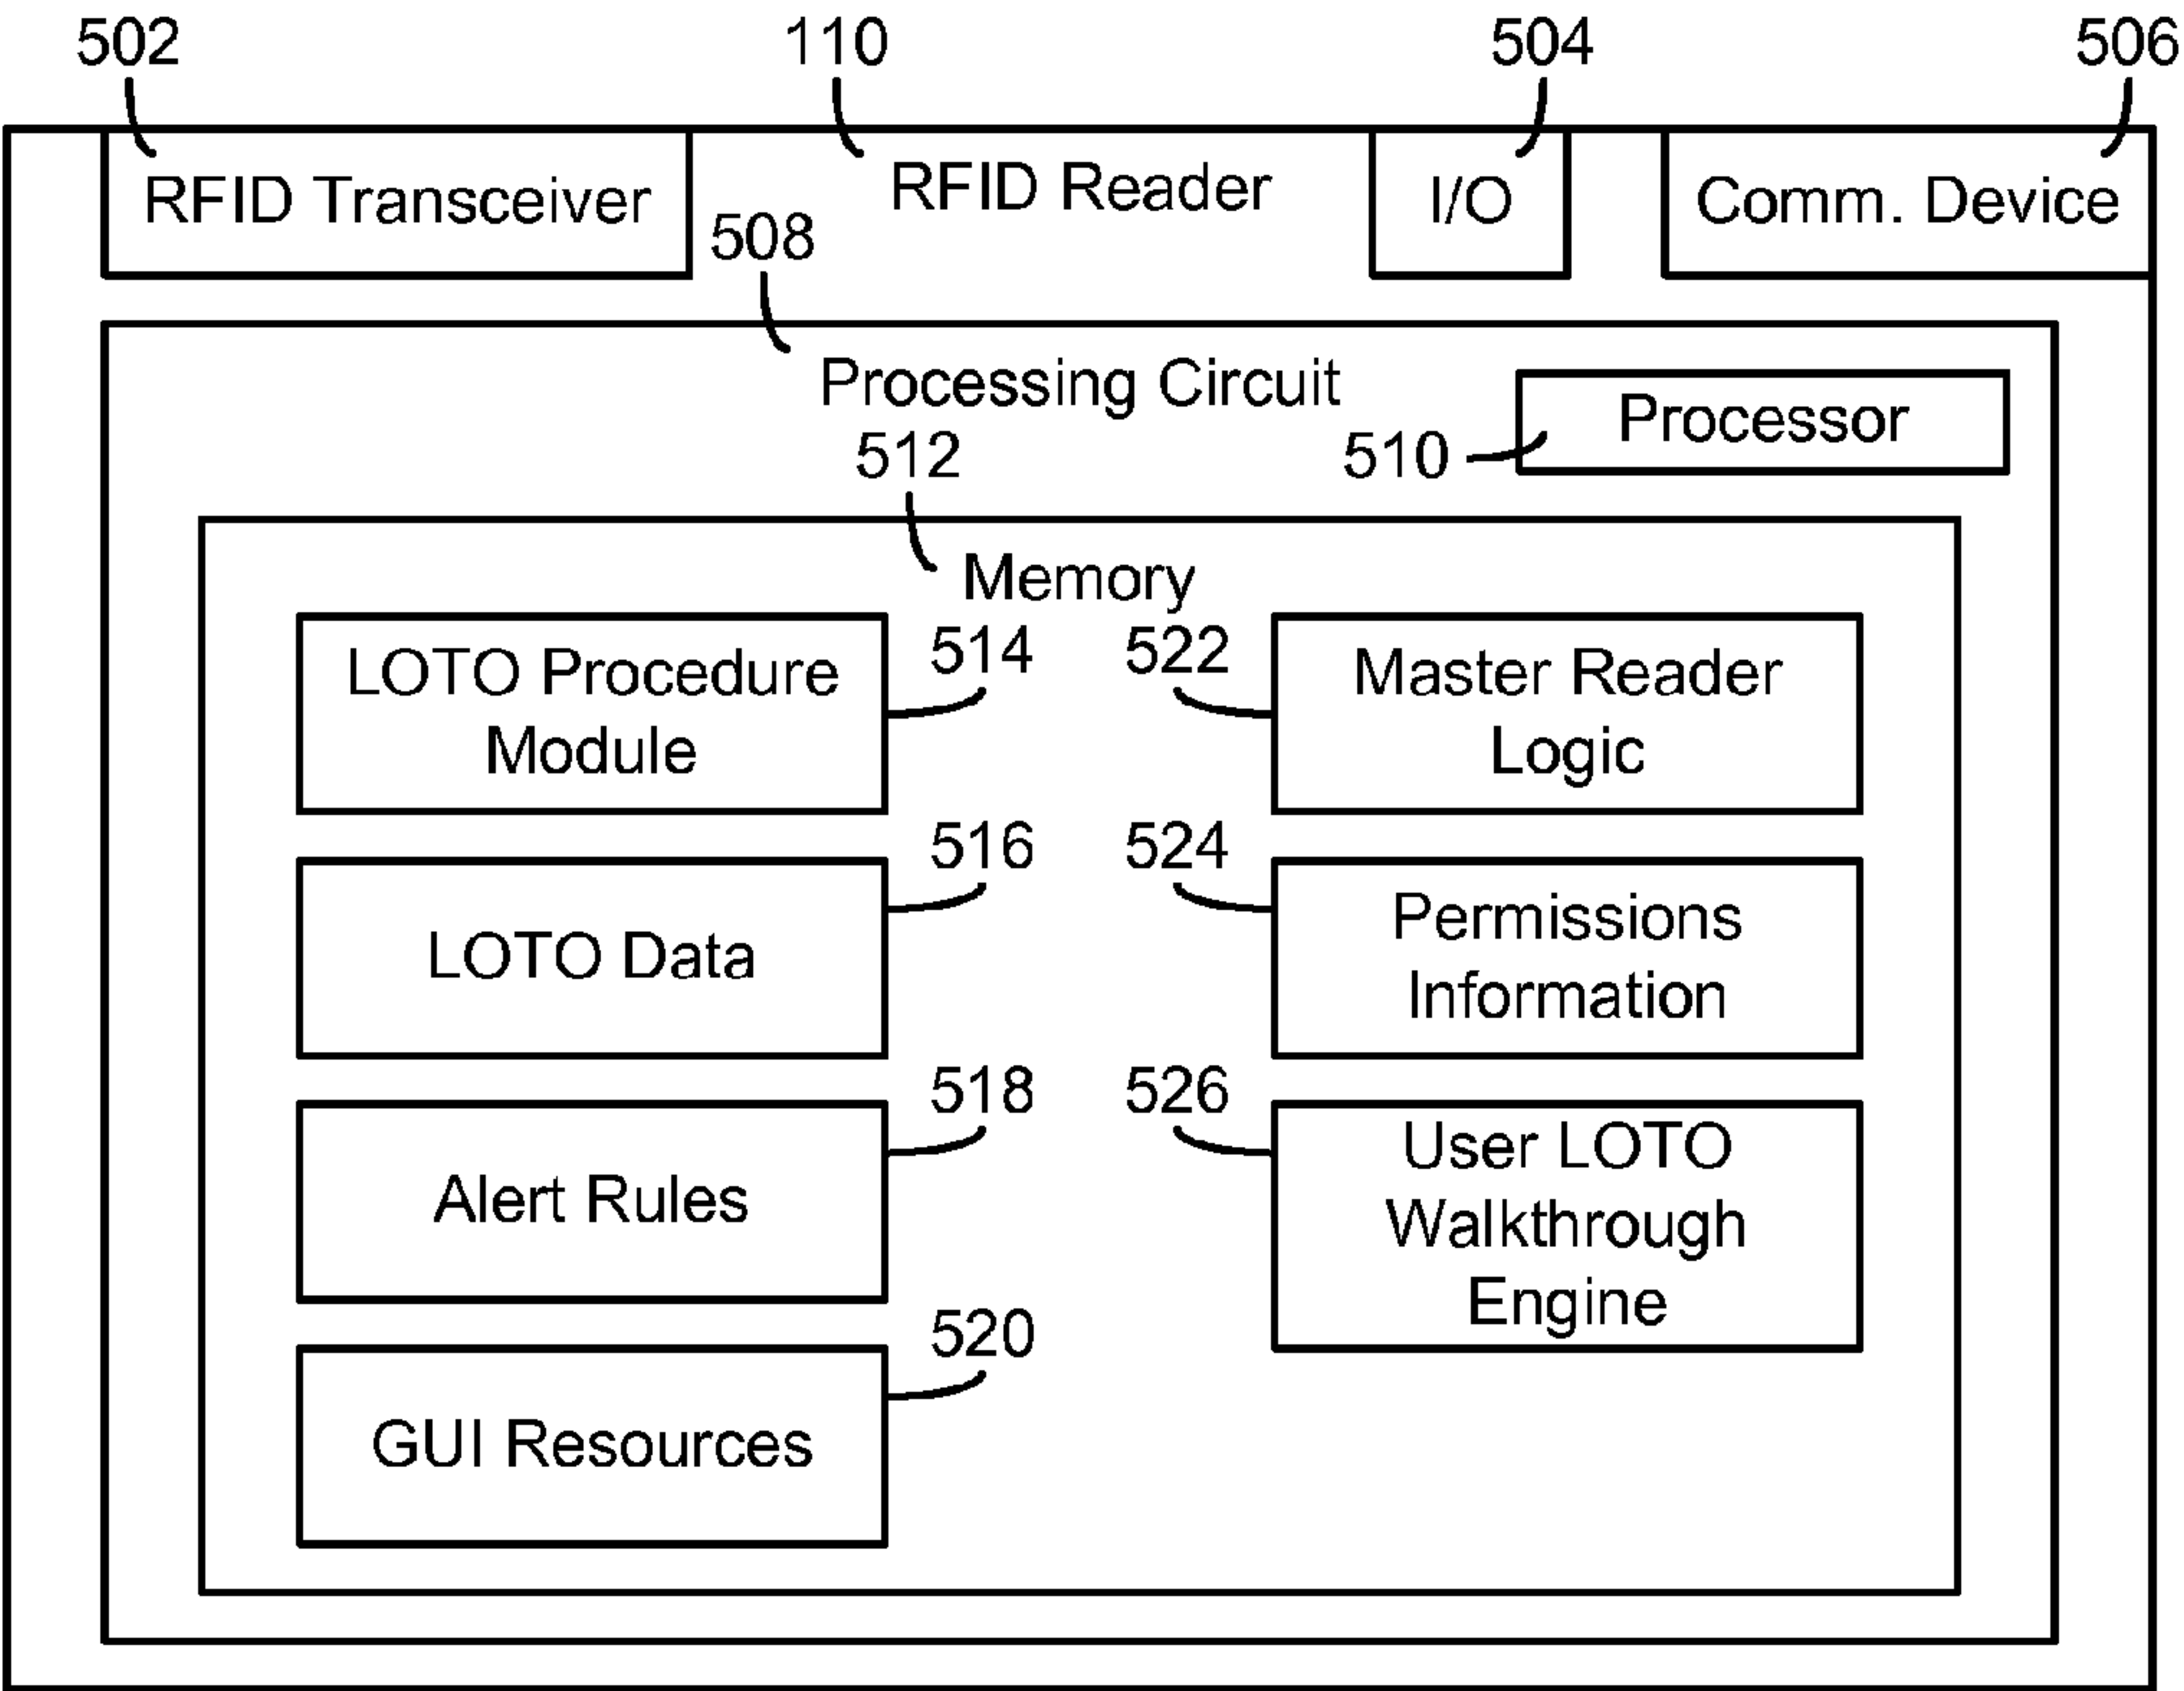 502
110
504
506
RFID Transceiver
RFID Reader
I/O
Comm. Device
508
Processing Circuit
Processor
512
510
Memory
LOTO Procedure
Module
514
522
Master Reader
Logic
LOTO Data
516
524
Permissions
Information
Alert Rules
518
526
User LOTO
Walkthrough
Engine
GUI Resources
520